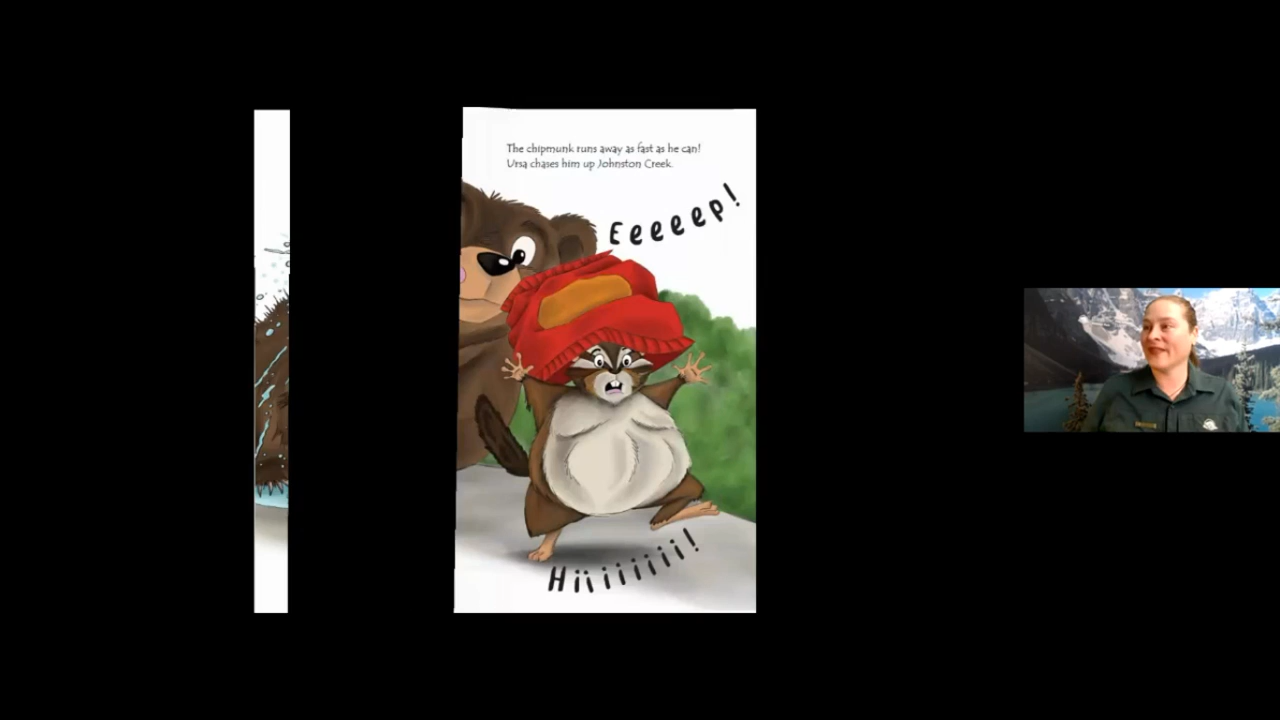 The chipmunk runs away as fast as he can!
Ursa chases him up Johnston Creek.
Eeeeep!
Hiiiiiii!